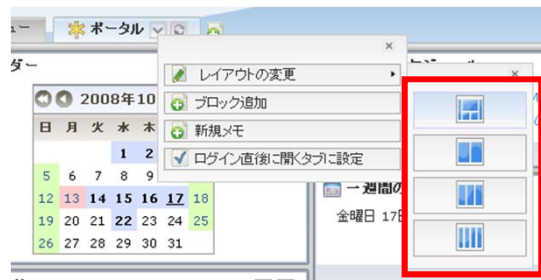 ュー
ポータル
ダー
レイアウトの変更
ブロック追加
新規メモ
ログイン直後に開くタブに設定
2008年10
日 月 火 水 木
1 2
5 6 7 8 9
12 13 14 15 16 17 18
19 20 21 22 23 24 25
26 27 28 29 30 31
一週間の
金曜日 17日